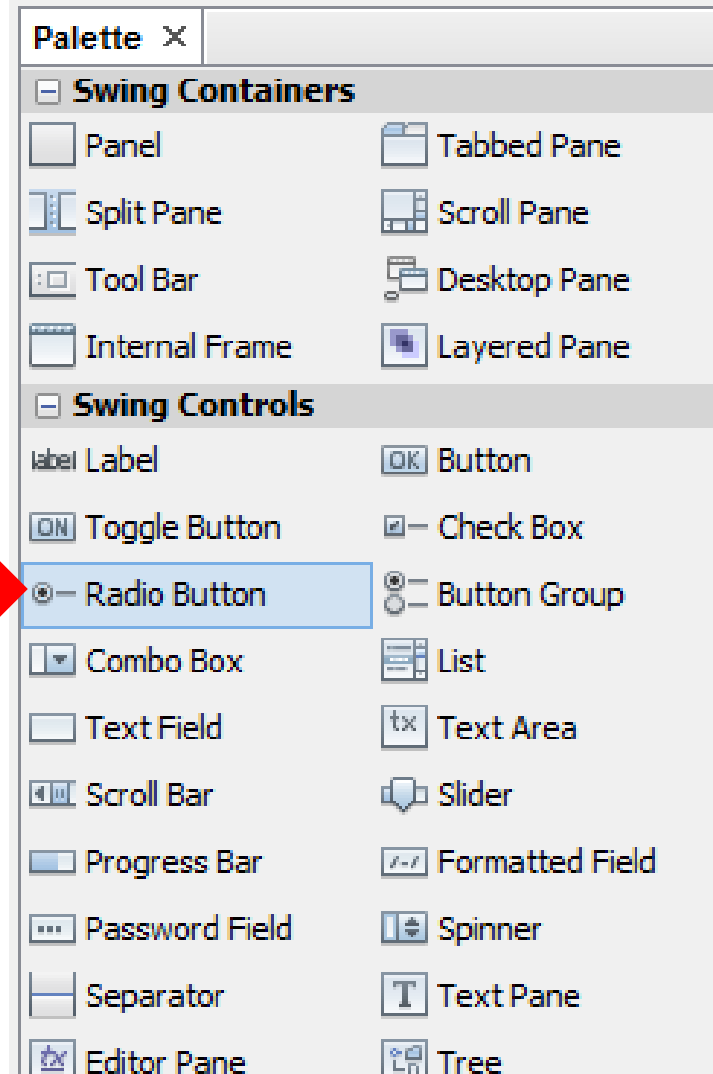 Palette
Swing Containers
Panel Tabbed Pane
Split Pane Scroll Pane
Tool Bar Desktop Pane
Internal Frame Layered Pane
Swing Controls
label Label OK Button
ON Toggle Button Check Box
Radio Button Button Group
Combo Box List
Text Field tx Text Area
Scroll Bar Slider
Progress Bar Formatted Field
Password Field Spinner
Separator T Text Pane
tx Editor Pane Tree